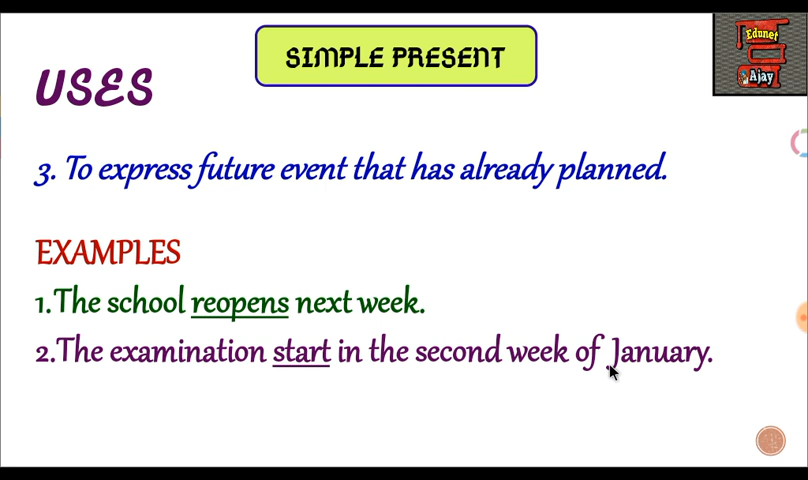 SIMPLE PRESENT
Edunet
Ajay
USES
3. To express future event that has already planned.
EXAMPLES
1.The school reopens next week.
2.The examination start in the second week of January.